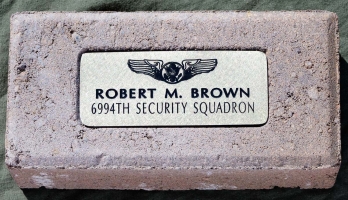 ROBERT M. BROWN
6994TH SECURITY SQUADRON